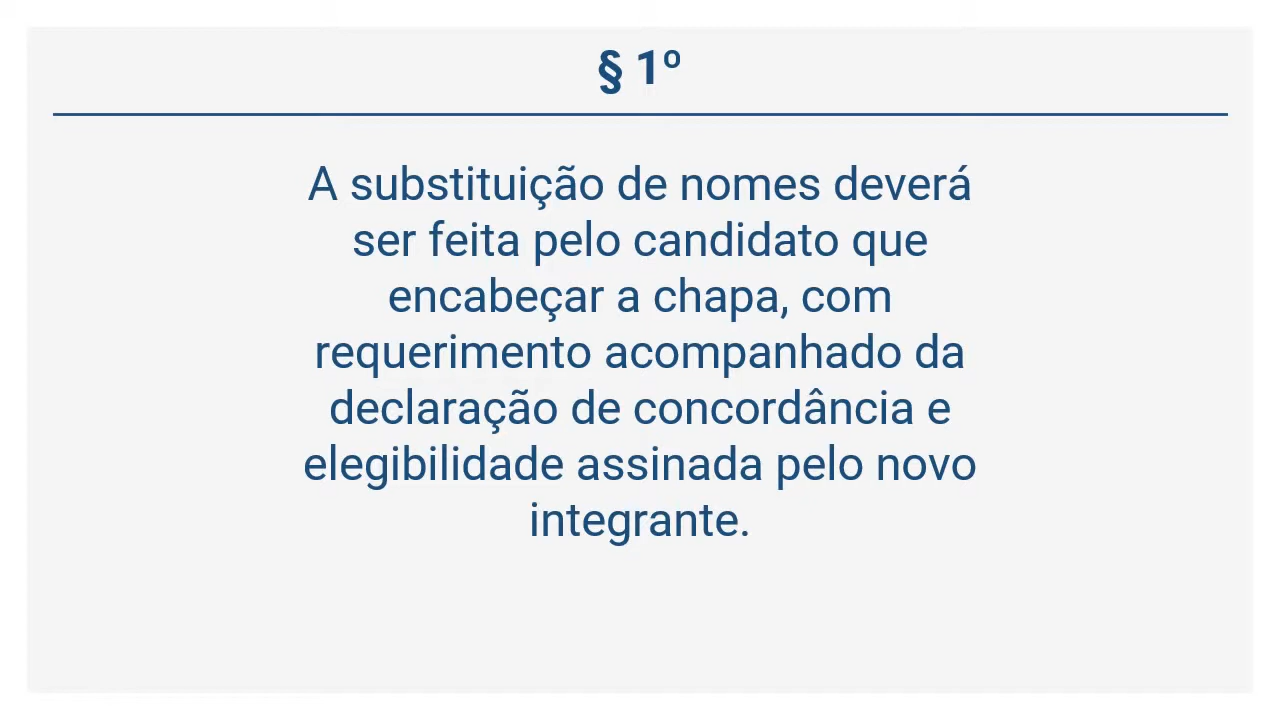 § 1º
A substituição de nomes deverá
ser feita pelo candidato que
encabeçar a chapa, com
requerimento acompanhado da
declaração de concordância e
elegibilidade assinada pelo novo
integrante.